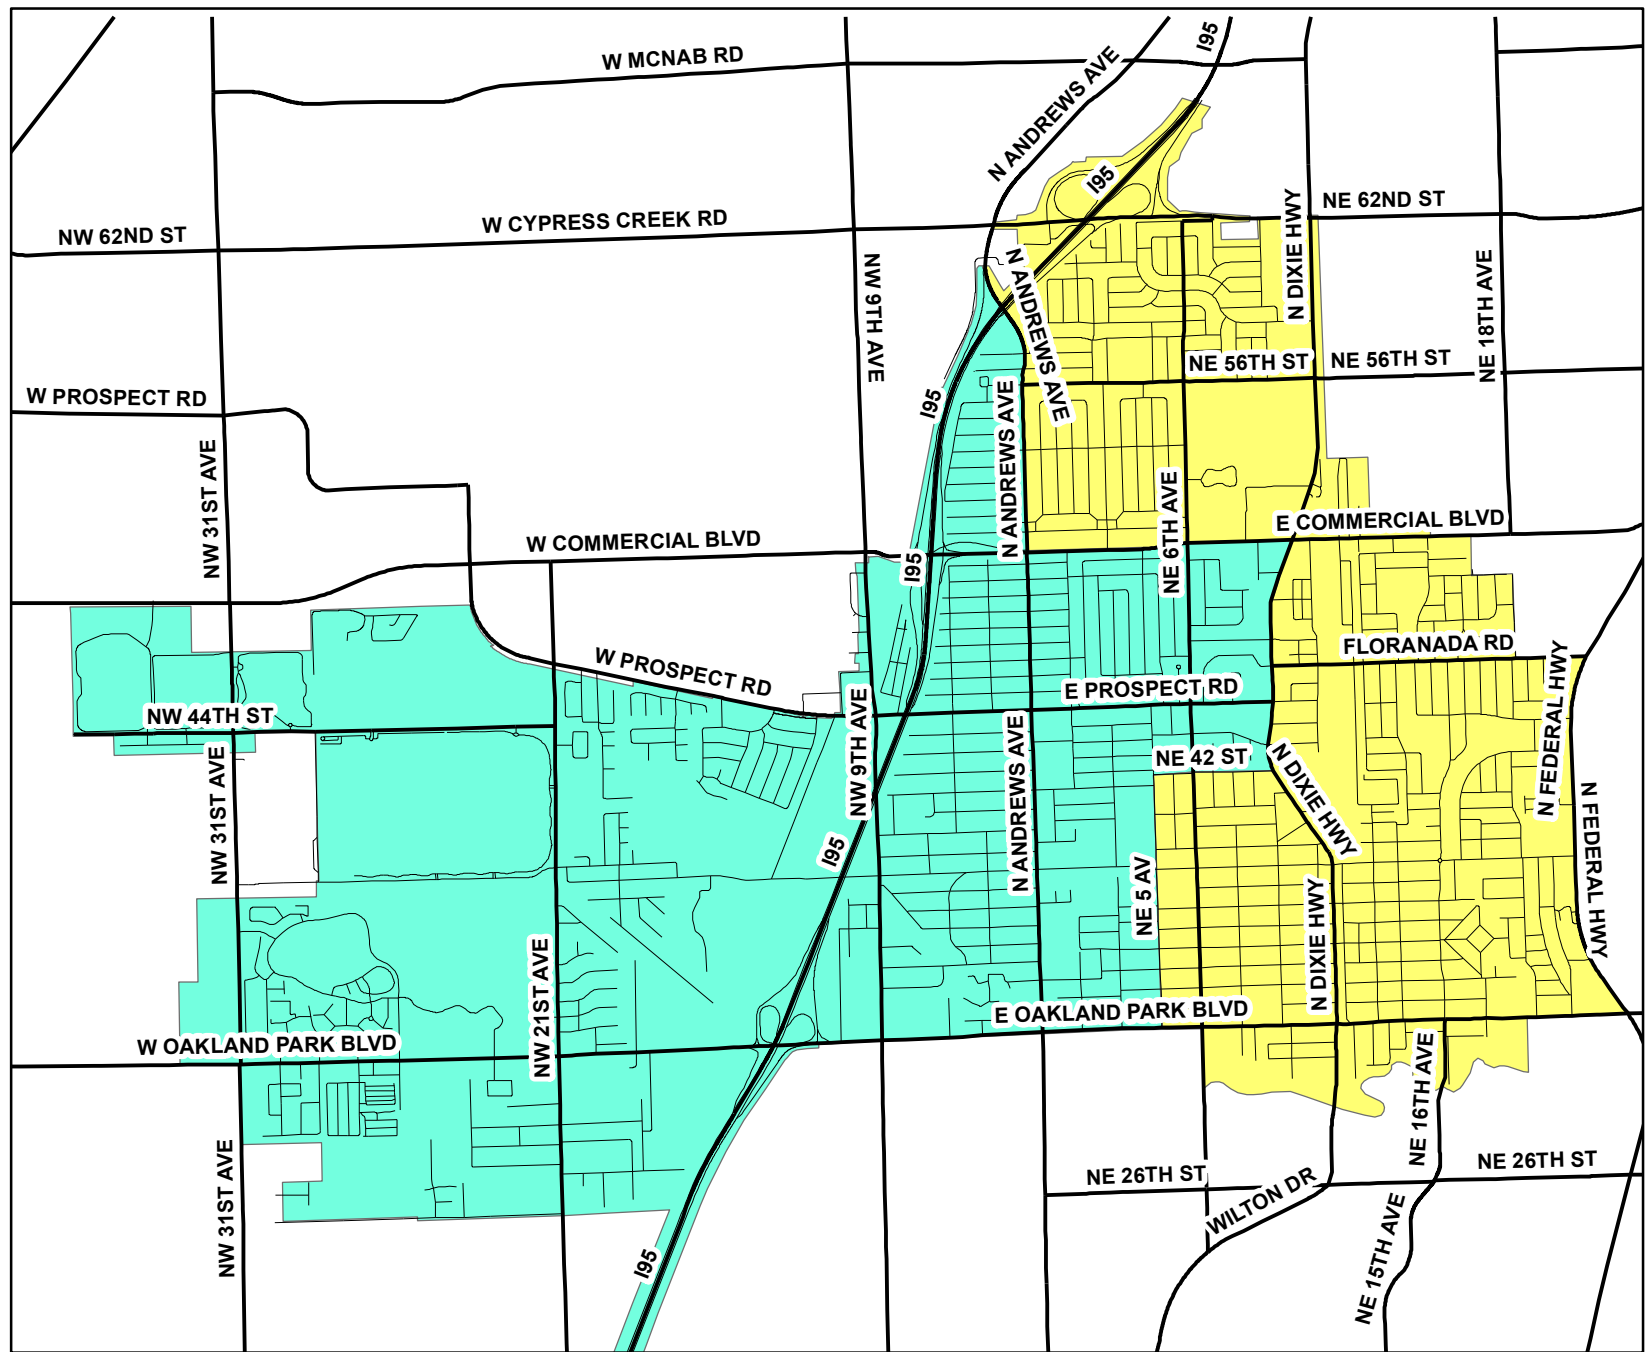 W MCNAB RD
N ANDREWS AVE
I95
I95
NW 62ND ST
W CYPRESS CREEK RD
NE 62ND ST
N DIXIE HWY
NW 9TH AVE
N ANDREWS AVE
NE 18TH AVE
W PROSPECT RD
NE 56TH ST
NE 56TH ST
I95
N ANDREWS AVE
NW 31ST AVE
NE 6TH AVE
W COMMERCIAL BLVD
E COMMERCIAL BLVD
I95
FLORANADA RD
W PROSPECT RD
E PROSPECT RD
N FEDERAL HWY
NW 44TH ST
NW 9TH AVE
N ANDREWS AVE
NE 42 ST
N DIXIE HWY
NW 31ST AVE
N FEDERAL HWY
I95
NE 5 AV
N DIXIE HWY
NW 21ST AVE
E OAKLAND PARK BLVD
W OAKLAND PARK BLVD
NE 16TH AVE
NW 31ST AVE
NE 26TH ST
NE 26TH ST
WILTON DR
NE 15TH AVE
I95